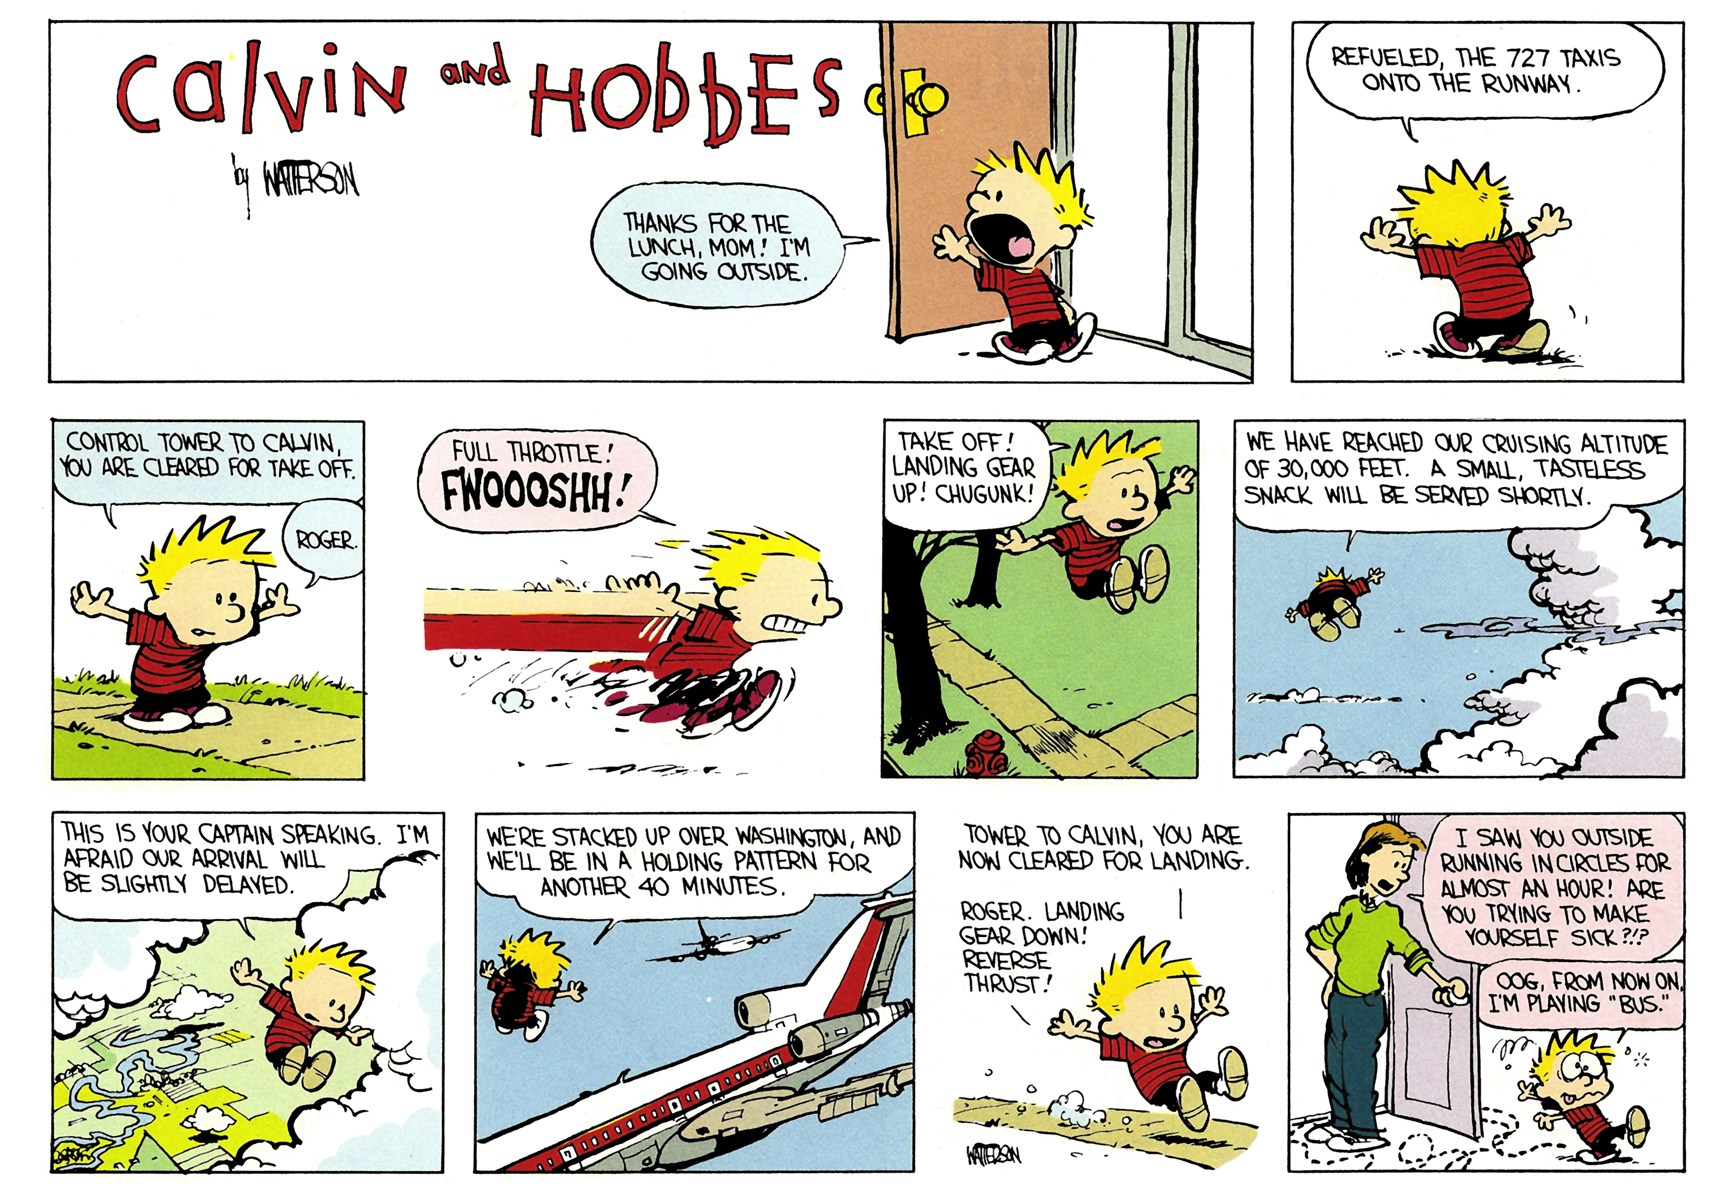 CALVIN AND HOBBES
by WATTERSON
THANKS FOR THE
LUNCH, MOM! I'M
GOING OUTSIDE.
REFUELED, THE 727 TAXIS
ONTO THE RUNWAY.
CONTROL TOWER TO CALVIN,
YOU ARE CLEARED FOR TAKE OFF.
ROGER.
FULL THROTTLE!
FWOOOSHH!
TAKE OFF!
LANDING GEAR
UP! CHUGUNK!
WE HAVE REACHED OUR CRUISING ALTITUDE
OF 30,000 FEET. A SMALL, TASTELESS
SNACK WILL BE SERVED SHORTLY.
THIS IS YOUR CAPTAIN SPEAKING. I'M
AFRAID OUR ARRIVAL WILL
BE SLIGHTLY DELAYED.
WE'RE STACKED UP OVER WASHINGTON, AND
WE'LL BE IN A HOLDING PATTERN FOR
ANOTHER 40 MINUTES.
TOWER TO CALVIN, YOU ARE
NOW CLEARED FOR LANDING.
ROGER. LANDING
GEAR DOWN!
REVERSE
THRUST!
WATTERSON
I SAW YOU OUTSIDE
RUNNING IN CIRCLES FOR
ALMOST AN HOUR! ARE
YOU TRYING TO MAKE
YOURSELF SICK?!?
OOG, FROM NOW ON,
I'M PLAYING "BUS."